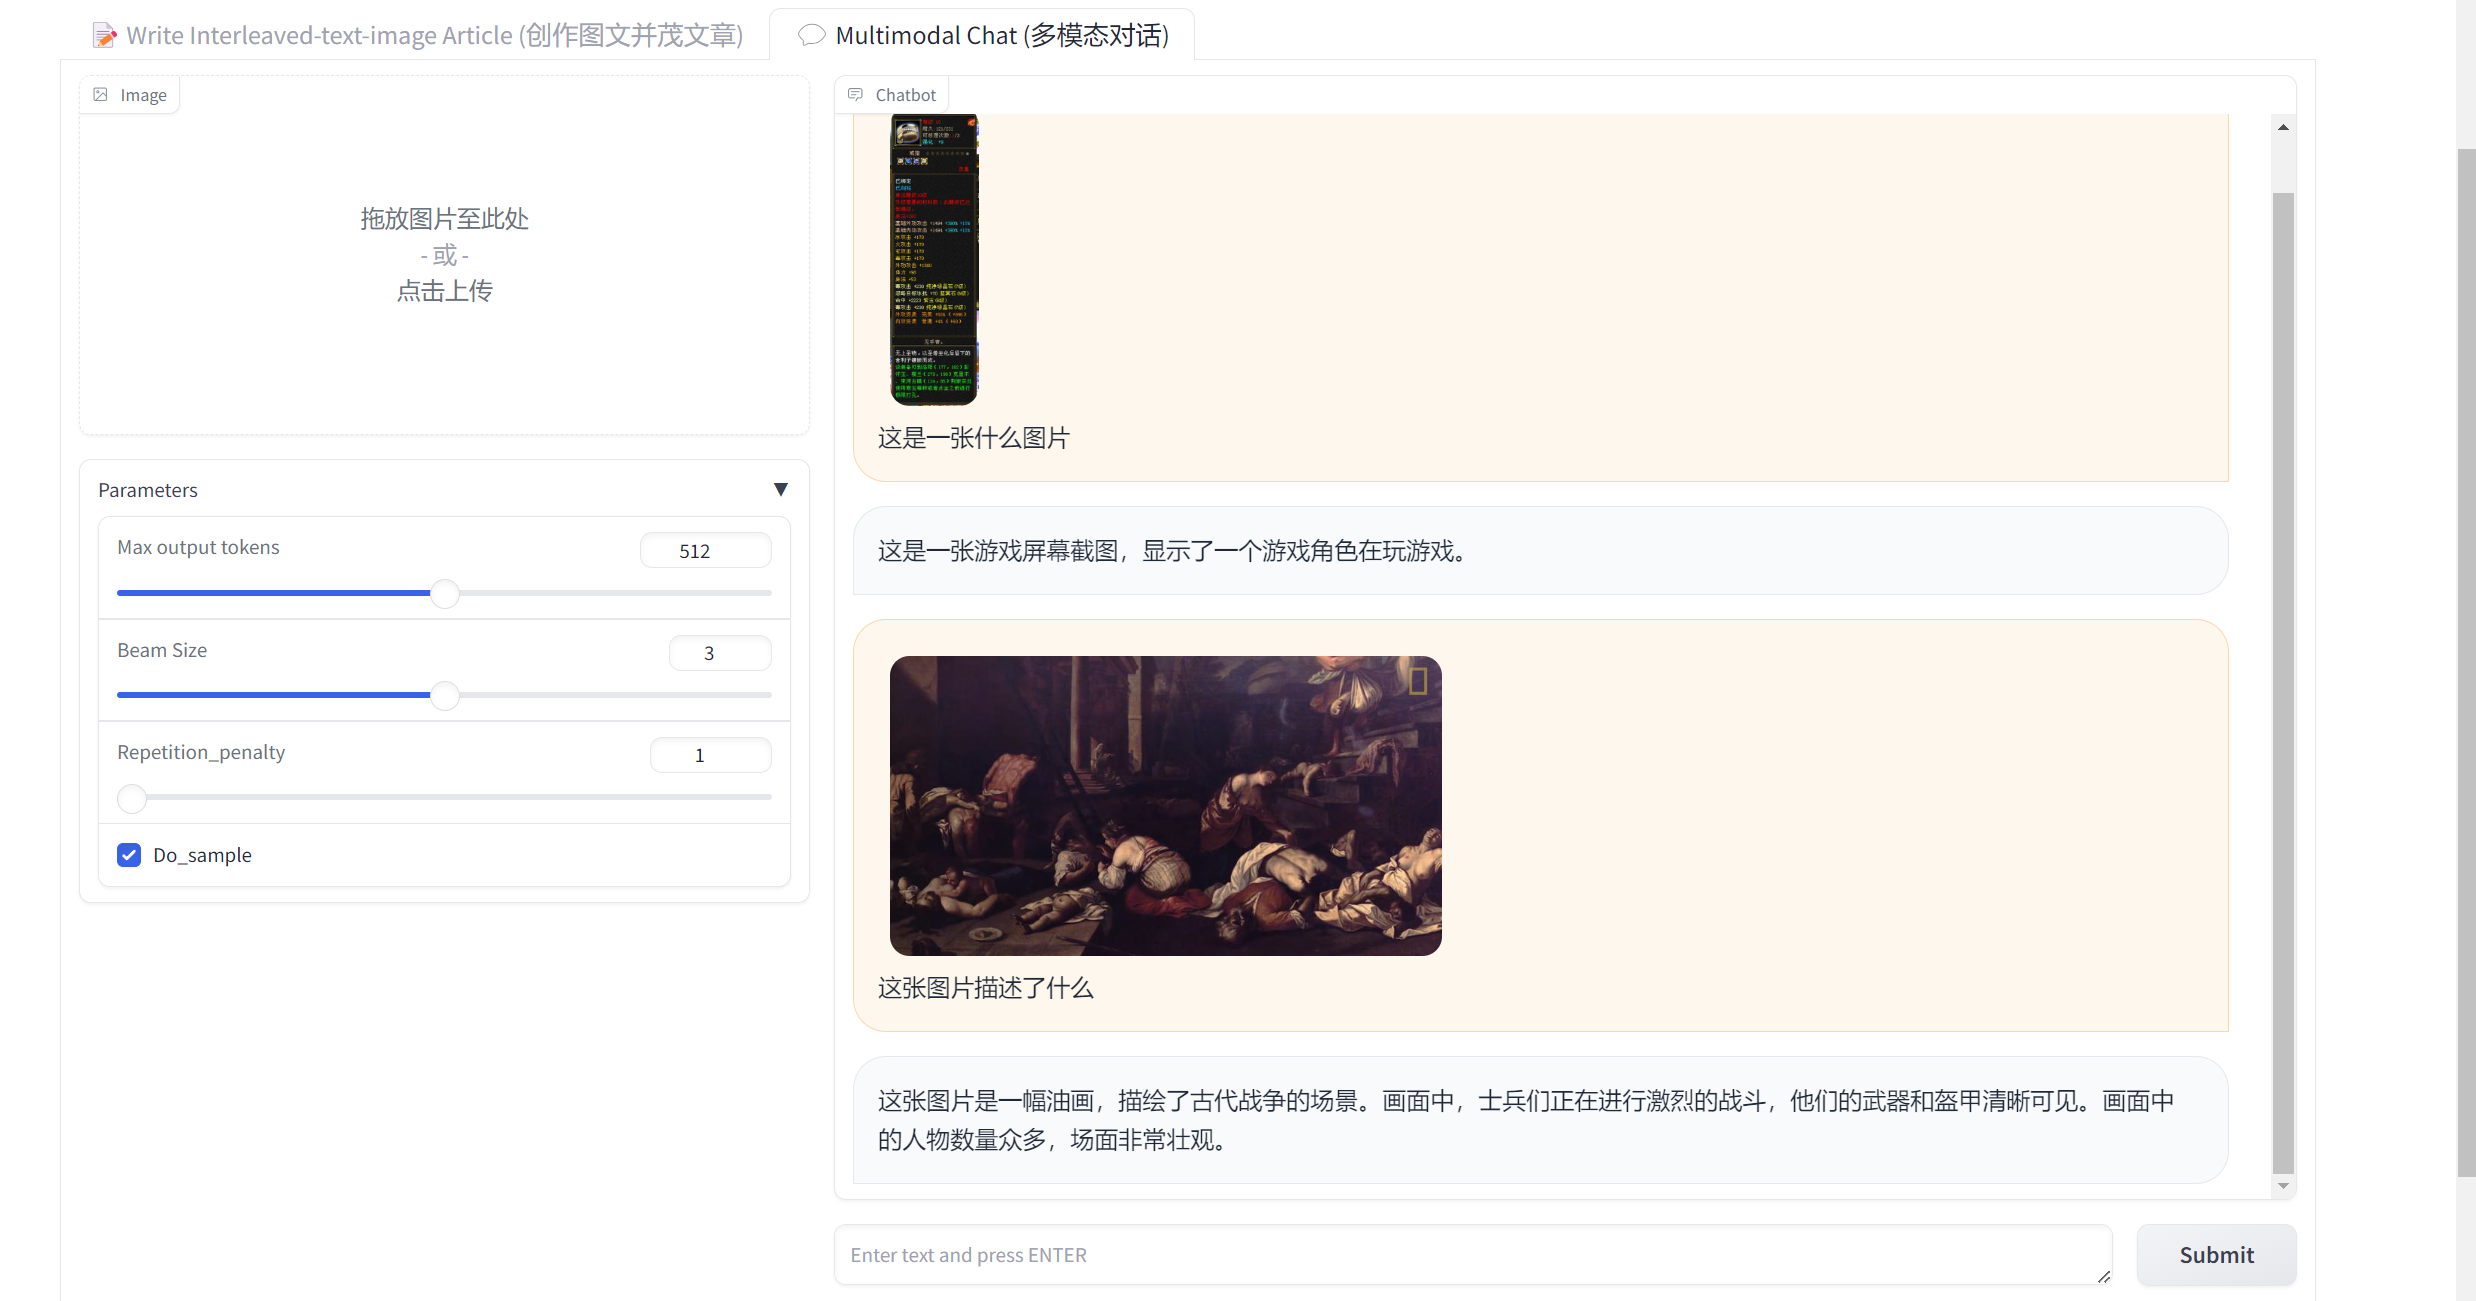 Write Interleaved-text-image Article (创作图文并茂文章)
Multimodal Chat (多模态对话)
Image
拖放图片至此处
- 或 -
点击上传
Parameters
Max output tokens
512
Beam Size
3
Repetition_penalty
1
Do_sample
Chatbot
这是一张什么图片
这是一张游戏屏幕截图，显示了一个游戏角色在玩游戏。
这张图片描述了什么
这张图片是一幅油画，描绘了古代战争的场景。画面中，士兵们正在进行激烈的战斗，他们的武器和盔甲清晰可见。画面中
的人物数量众多，场面非常壮观。
Enter text and press ENTER
Submit